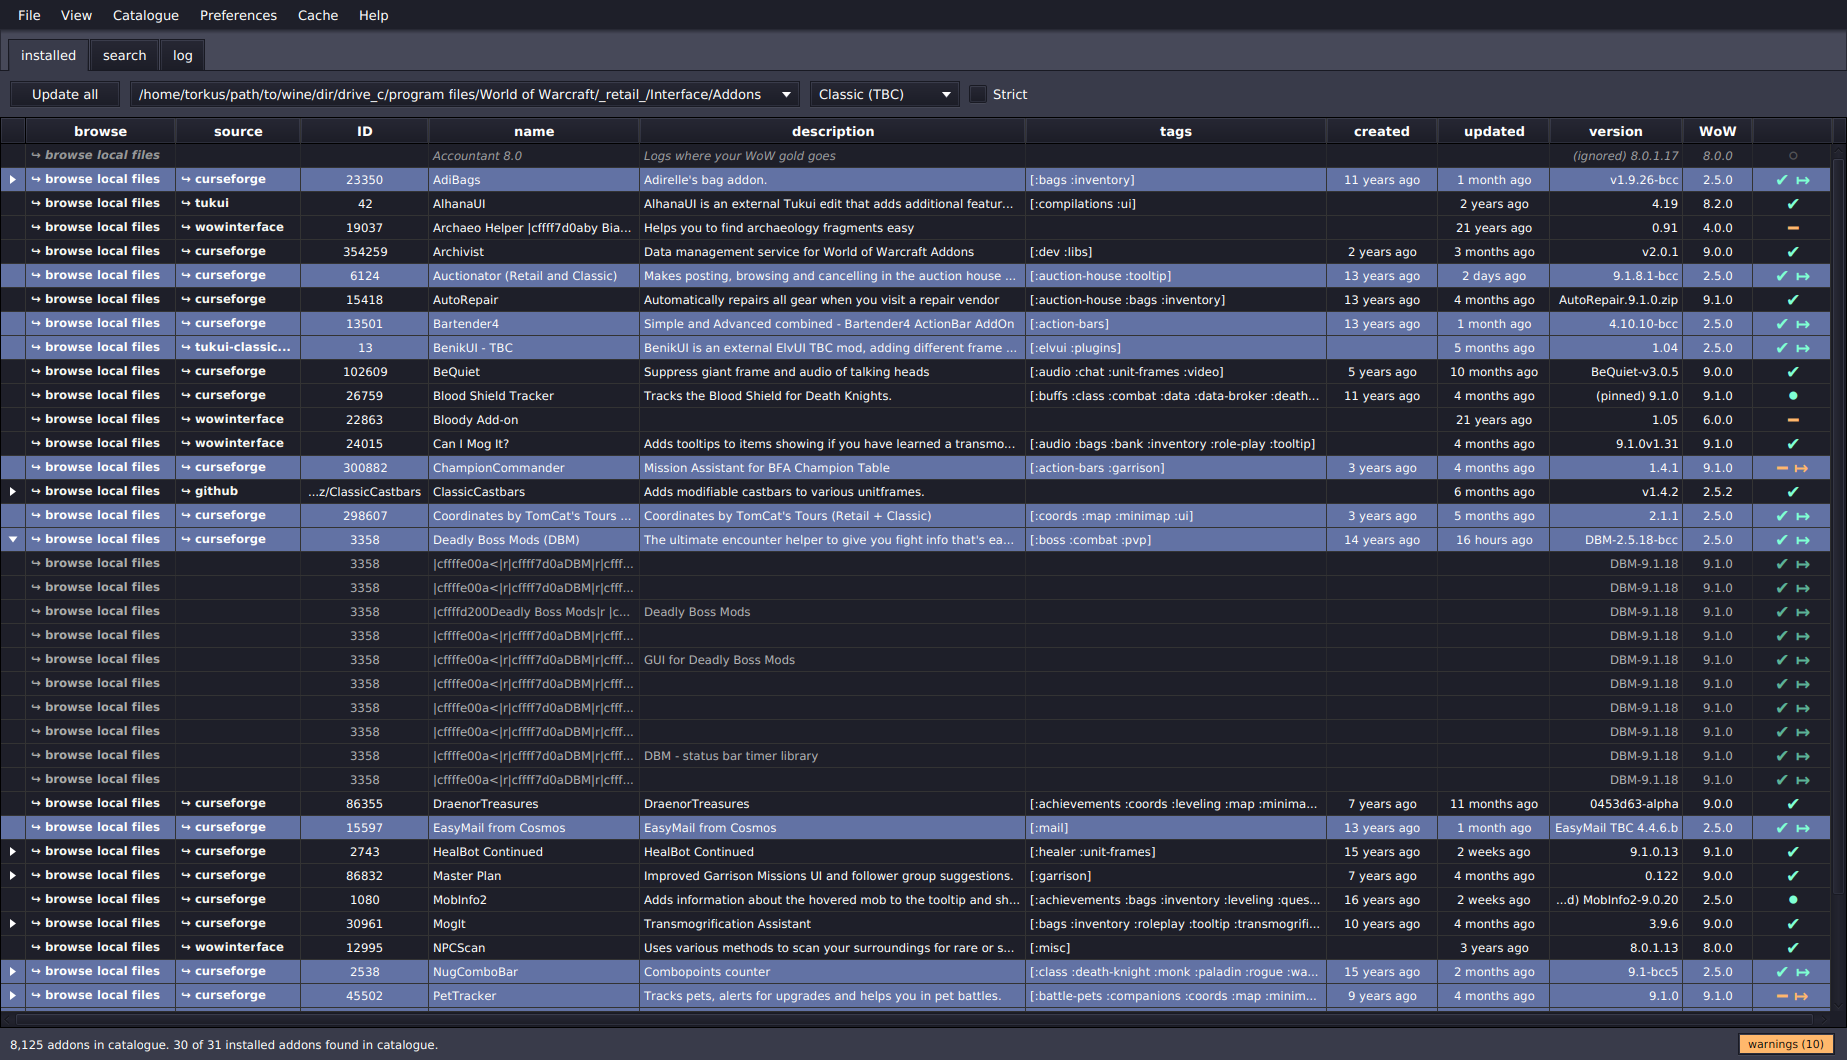 File View Catalogue Preferences Cache Help
installed search log
Update all /home/torkus/path/to/wine/dir/drive_c/program files/World of Warcraft/_retail_/Interface/Addons Classic (TBC) Strict
browse source ID name description tags created updated version WoW
↪ browse local files Accountant 8.0 Logs where your WoW gold goes (ignored) 8.0.1.17 8.0.0
↪ browse local files ↪ curseforge 23350 AdiBags Adirelle's bag addon. [:bags :inventory] 11 years ago 1 month ago v1.9.26-bcc 2.5.0
↪ browse local files ↪ tukui 42 AlhanaUI AlhanaUI is an external Tukui edit that adds additional featur... [:compilations :ui] 2 years ago 4.19 8.2.0
↪ browse local files ↪ wowinterface 19037 Archaeo Helper |cffff7d0aby Bia... Helps you to find archaeology fragments easy 21 years ago 0.91 4.0.0
↪ browse local files ↪ curseforge 354259 Archivist Data management service for World of Warcraft Addons [:dev :libs] 2 years ago 3 months ago v2.0.1 9.0.0
↪ browse local files ↪ curseforge 6124 Auctionator (Retail and Classic) Makes posting, browsing and cancelling in the auction house ... [:auction-house :tooltip] 13 years ago 2 days ago 9.1.8.1-bcc 2.5.0
↪ browse local files ↪ curseforge 15418 AutoRepair Automatically repairs all gear when you visit a repair vendor [:auction-house :bags :inventory] 13 years ago 4 months ago AutoRepair.9.1.0.zip 9.1.0
↪ browse local files ↪ curseforge 13501 Bartender4 Simple and Advanced combined - Bartender4 ActionBar AddOn [:action-bars] 13 years ago 1 month ago 4.10.10-bcc 2.5.0
↪ browse local files ↪ tukui-classic... 13 BenikUI - TBC BenikUI is an external ElvUI TBC mod, adding different frame ... [:elvui :plugins] 5 months ago 1.04 2.5.0
↪ browse local files ↪ curseforge 102609 BeQuiet Suppress giant frame and audio of talking heads [:audio :chat :unit-frames :video] 5 years ago 10 months ago BeQuiet-v3.0.5 9.0.0
↪ browse local files ↪ curseforge 26759 Blood Shield Tracker Tracks the Blood Shield for Death Knights. [:buffs :class :combat :data :data-broker :death... 11 years ago 4 months ago (pinned) 9.1.0 9.1.0
↪ browse local files ↪ wowinterface 22863 Bloody Add-on 21 years ago 1.05 6.0.0
↪ browse local files ↪ wowinterface 24015 Can I Mog It? Adds tooltips to items showing if you have learned a transmo... [:audio :bags :bank :inventory :role-play :tooltip] 4 months ago 9.1.0v1.31 9.1.0
↪ browse local files ↪ curseforge 300882 ChampionCommander Mission Assistant for BFA Champion Table [:action-bars :garrison] 3 years ago 4 months ago 1.4.1 9.1.0
↪ browse local files ↪ github ...z/ClassicCastbars ClassicCastbars Adds modifiable castbars to various unitframes. 6 months ago v1.4.2 2.5.2
↪ browse local files ↪ curseforge 298607 Coordinates by TomCat's Tours ... Coordinates by TomCat's Tours (Retail + Classic) [:coords :map :minimap :ui] 3 years ago 5 months ago 2.1.1 2.5.0
↪ browse local files ↪ curseforge 3358 Deadly Boss Mods (DBM) The ultimate encounter helper to give you fight info that's ea... [:boss :combat :pvp] 14 years ago 16 hours ago DBM-2.5.18-bcc 2.5.0
↪ browse local files 3358 |cffffe00a<|r|cffff7d0aDBM|r|cfff... DBM-9.1.18 9.1.0
↪ browse local files 3358 |cffffe00a<|r|cffff7d0aDBM|r|cfff... DBM-9.1.18 9.1.0
↪ browse local files 3358 |cffffd200Deadly Boss Mods|r |c... Deadly Boss Mods DBM-9.1.18 9.1.0
↪ browse local files 3358 |cffffe00a<|r|cffff7d0aDBM|r|cfff... DBM-9.1.18 9.1.0
↪ browse local files 3358 |cffffe00a<|r|cffff7d0aDBM|r|cfff... GUI for Deadly Boss Mods DBM-9.1.18 9.1.0
↪ browse local files 3358 |cffffe00a<|r|cffff7d0aDBM|r|cfff... DBM-9.1.18 9.1.0
↪ browse local files 3358 |cffffe00a<|r|cffff7d0aDBM|r|cfff... DBM-9.1.18 9.1.0
↪ browse local files 3358 |cffffe00a<|r|cffff7d0aDBM|r|cfff... DBM-9.1.18 9.1.0
↪ browse local files 3358 |cffffe00a<|r|cffff7d0aDBM|r|cfff... DBM - status bar timer library DBM-9.1.18 9.1.0
↪ browse local files 3358 |cffffe00a<|r|cffff7d0aDBM|r|cfff... DBM-9.1.18 9.1.0
↪ browse local files ↪ curseforge 86355 DraenorTreasures DraenorTreasures [:achievements :coords :leveling :map :minima... 7 years ago 11 months ago 0453d63-alpha 9.0.0
↪ browse local files ↪ curseforge 15597 EasyMail from Cosmos EasyMail from Cosmos [:mail] 13 years ago 1 month ago EasyMail TBC 4.4.6.b 2.5.0
↪ browse local files ↪ curseforge 2743 HealBot Continued HealBot Continued [:healer :unit-frames] 15 years ago 2 weeks ago 9.1.0.13 9.1.0
↪ browse local files ↪ curseforge 86832 Master Plan Improved Garrison Missions UI and follower group suggestions. [:garrison] 7 years ago 4 months ago 0.122 9.0.0
↪ browse local files ↪ curseforge 1080 MobInfo2 Adds information about the hovered mob to the tooltip and sh... [:achievements :bags :inventory :leveling :ques... 16 years ago 2 weeks ago ...d) MobInfo2-9.0.20 2.5.0
↪ browse local files ↪ curseforge 30961 MogIt Transmogrification Assistant [:bags :inventory :roleplay :tooltip :transmogrifi... 10 years ago 4 months ago 3.9.6 9.0.0
↪ browse local files ↪ wowinterface 12995 NPCScan Uses various methods to scan your surroundings for rare or s... [:misc] 3 years ago 8.0.1.13 8.0.0
↪ browse local files ↪ curseforge 2538 NugComboBar Combopoints counter [:class :death-knight :monk :paladin :rogue :wa... 15 years ago 2 months ago 9.1-bcc5 2.5.0
↪ browse local files ↪ curseforge 45502 PetTracker Tracks pets, alerts for upgrades and helps you in pet battles. [:battle-pets :companions :coords :map :minim... 9 years ago 4 months ago 9.1.0 9.1.0
8,125 addons in catalogue. 30 of 31 installed addons found in catalogue. warnings (10)